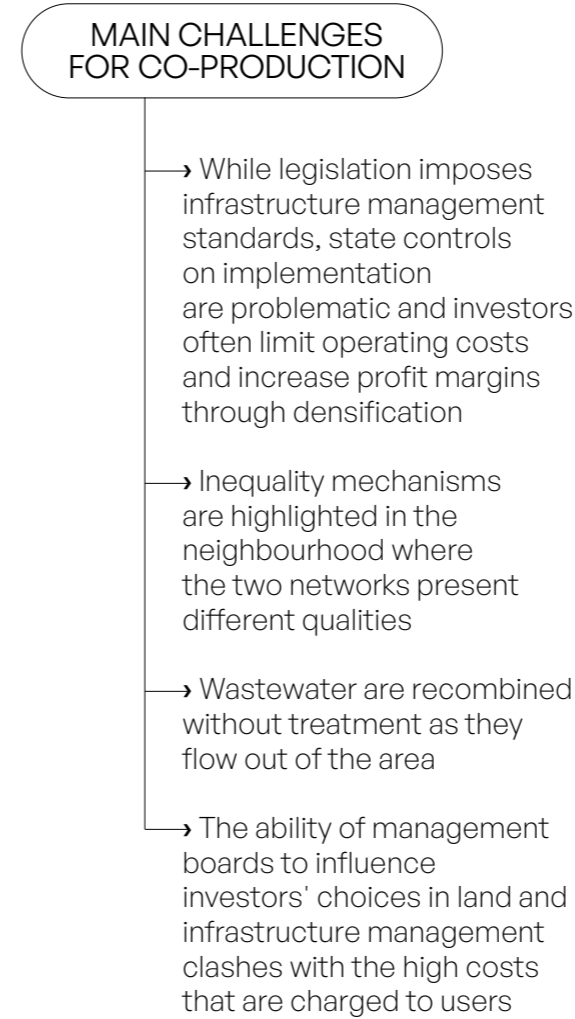 MAIN CHALLENGES
FOR CO-PRODUCTION
› While legislation imposes
infrastructure management
standards, state controls
on implementation
are problematic and investors
often limit operating costs
and increase profit margins
through densification
› Inequality mechanisms
are highlighted in the
neighbourhood where
the two networks present
different qualities
› Wastewater are recombined
without treatment as they
flow out of the area
› The ability of management
boards to influence
investors' choices in land and
infrastructure management
clashes with the high costs
that are charged to users